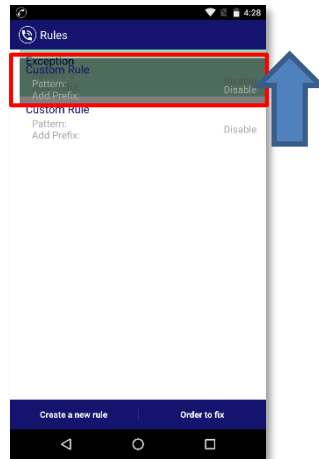 4:28
Rules
Exception
Custom Rule
Disable
Pattern:
Disable
Add Prefix:
Custom Rule
Pattern:
Disable
Add Prefix:
Create a new rule
Order to fix